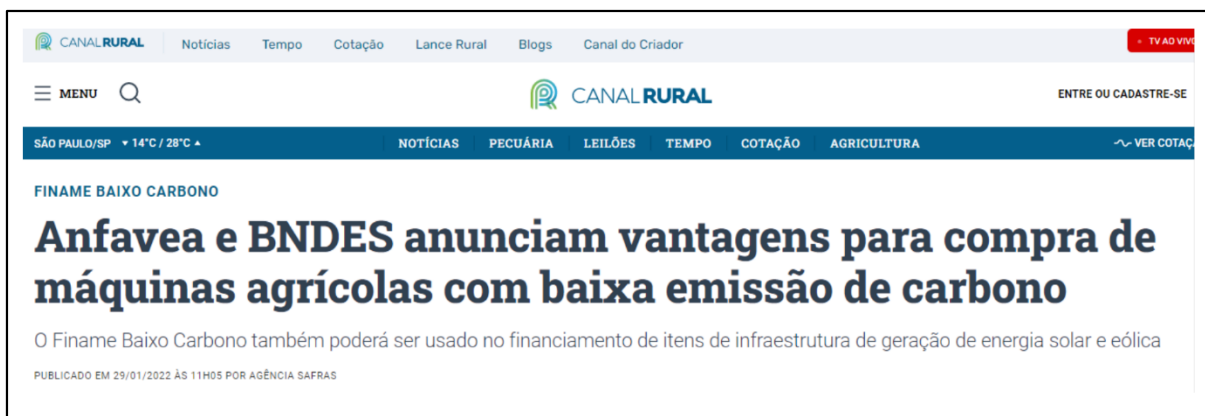 CANAL RURAL Notícias Tempo Cotação Lance Rural Blogs Canal do Criador TV AO VIVO
MENU CANAL RURAL ENTRE OU CADASTRE-SE
SÃO PAULO/SP 14°C / 28°C NOTÍCIAS PECUÁRIA LEILÕES TEMPO COTAÇÃO AGRICULTURA VER COTAÇ
FINAME BAIXO CARBONO
Anfavea e BNDES anunciam vantagens para compra de
máquinas agrícolas com baixa emissão de carbono
O Finame Baixo Carbono também poderá ser usado no financiamento de itens de infraestrutura de geração de energia solar e eólica
PUBLICADO EM 29/01/2022 ÀS 11H05 POR AGÊNCIA SAFRAS